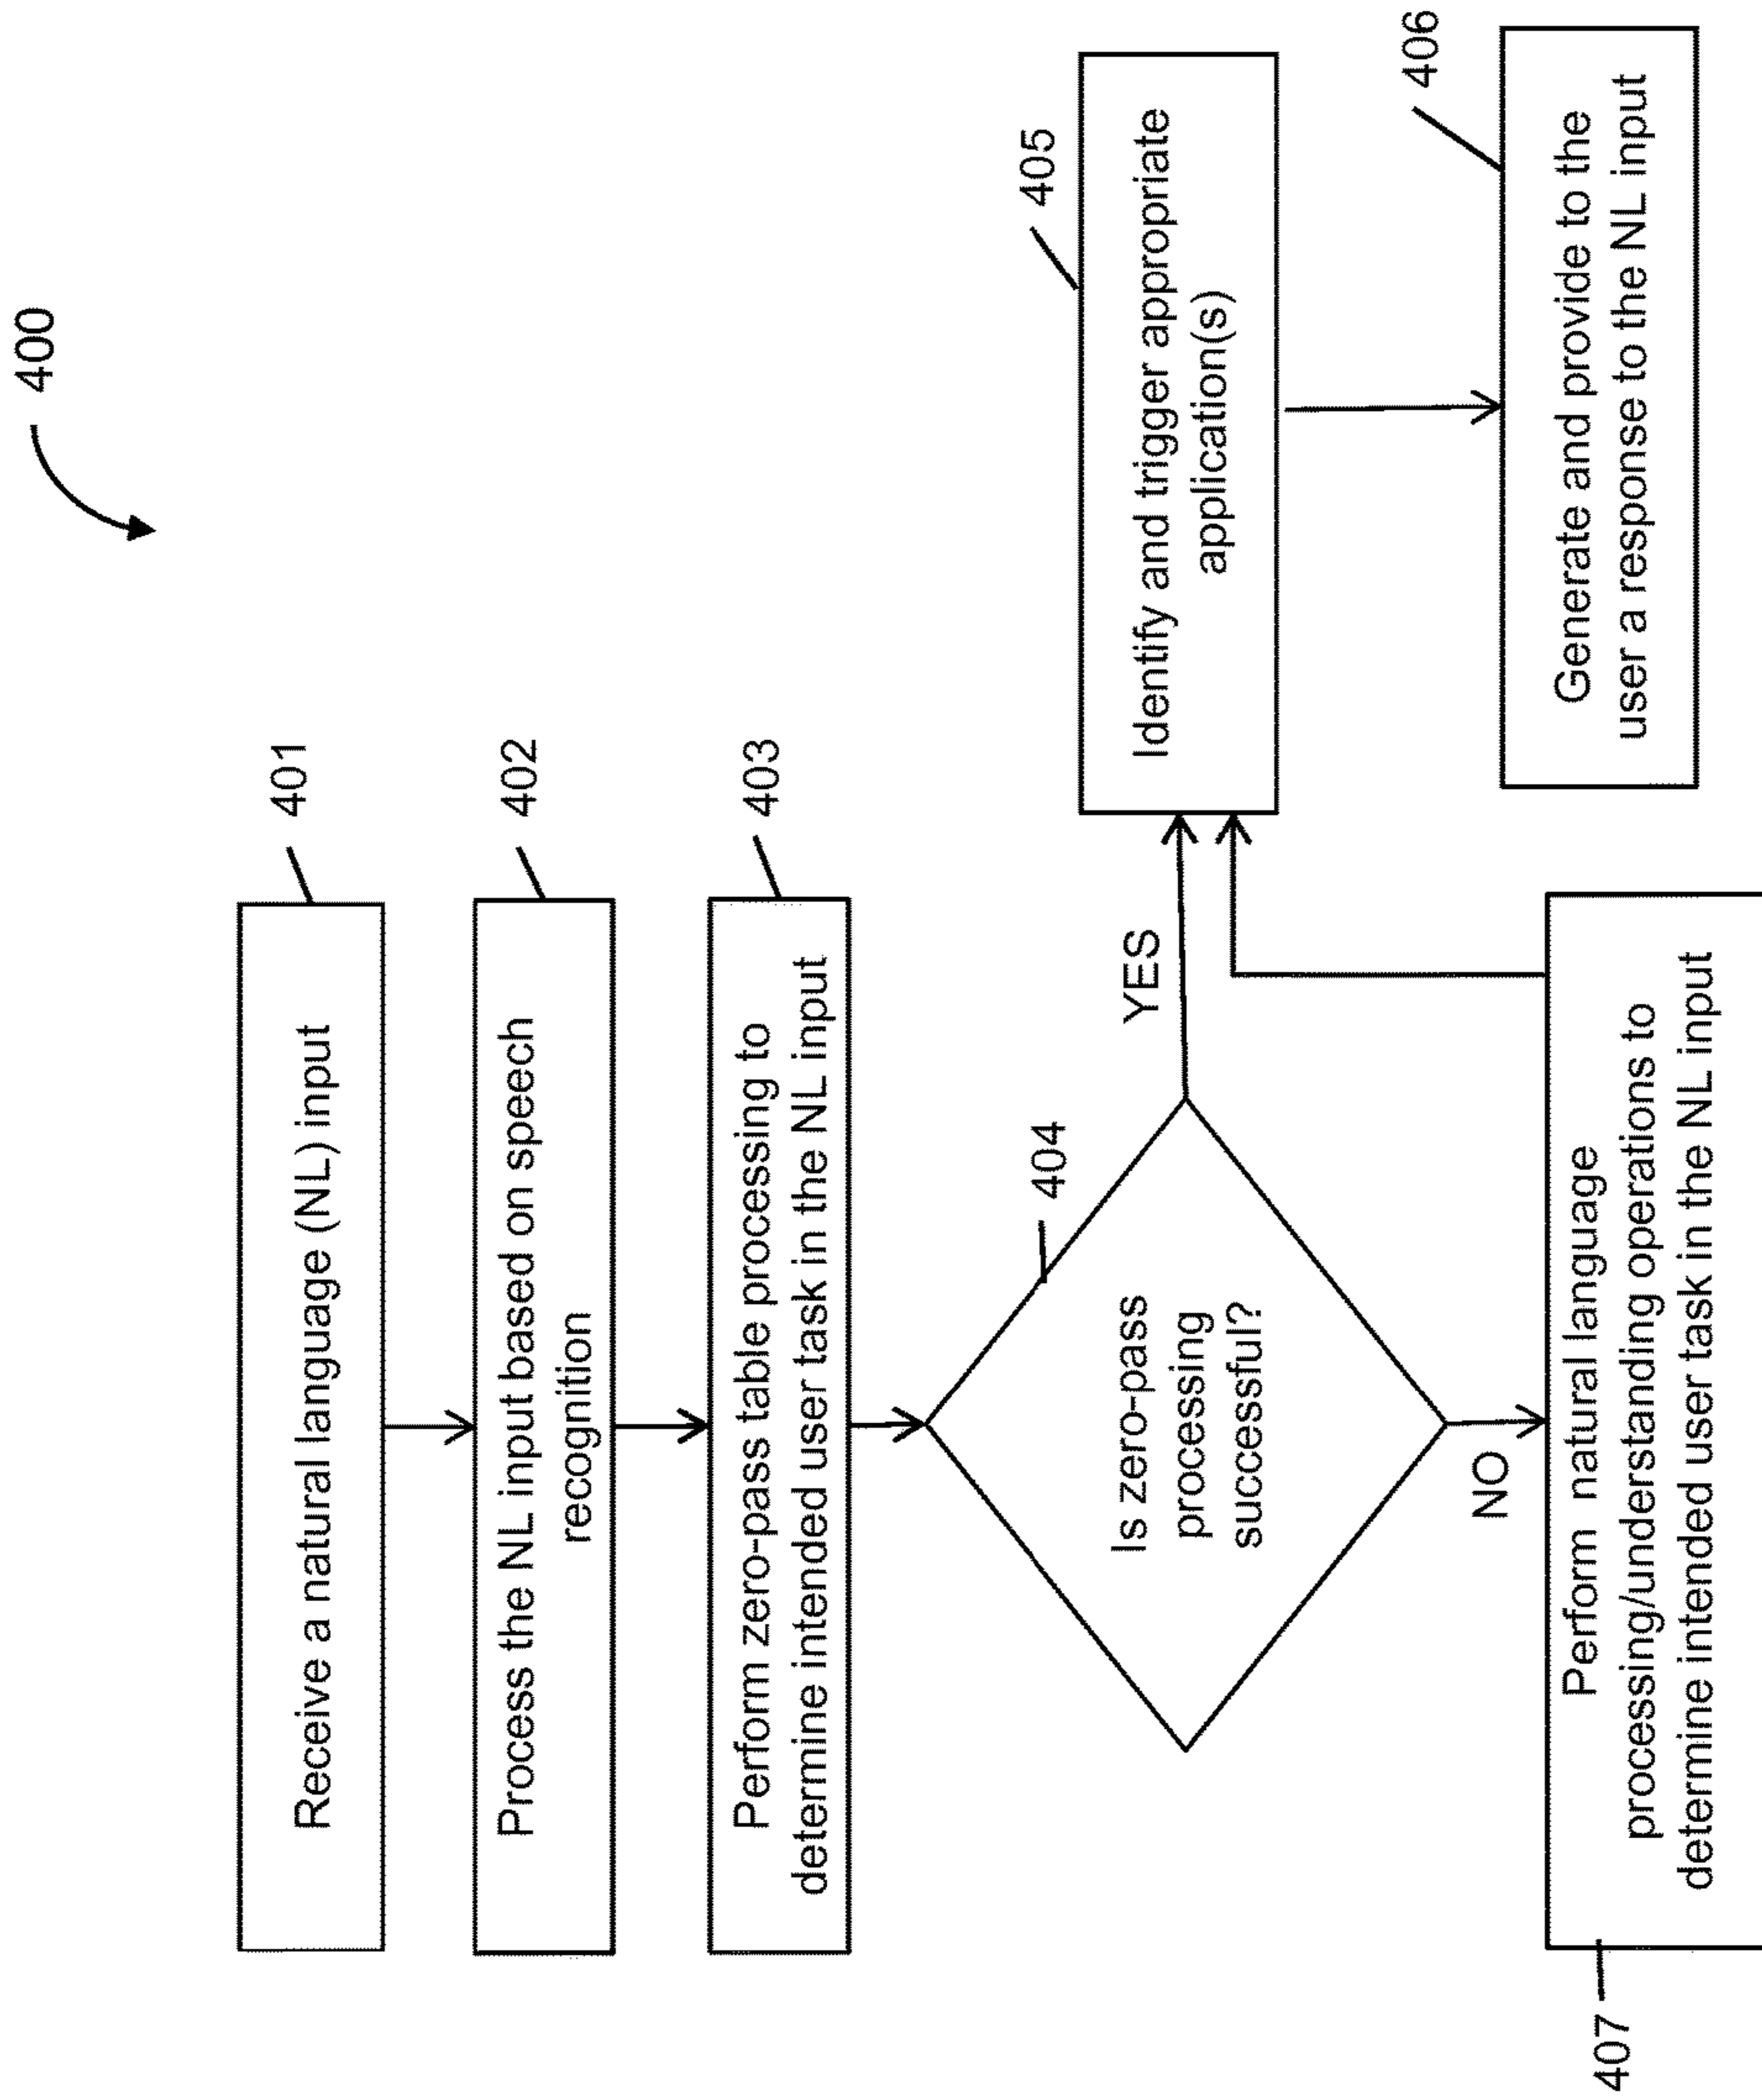 400
401
Receive a natural language (NL) input
402
Process the NL input based on speech
recognition
403
Perform zero-pass table processing to
determine intended user task in the NL input
404
Is zero-pass
processing
successful?
YES
405
Identify and trigger appropriate
application(s)
406
Generate and provide to the
user a response to the NL input
NO
407
Perform natural language
processing/understanding operations to
determine intended user task in the NL input